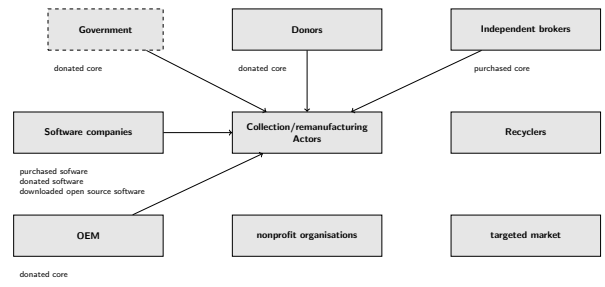 Government
Donors
Independent brokers
donated core
donated core
purchased core
Software companies
Collection/remanufacturing
Actors
Recyclers
purchased sofware
donated software
downloaded open source software
OEM
nonprofit organisations
targeted market
donated core